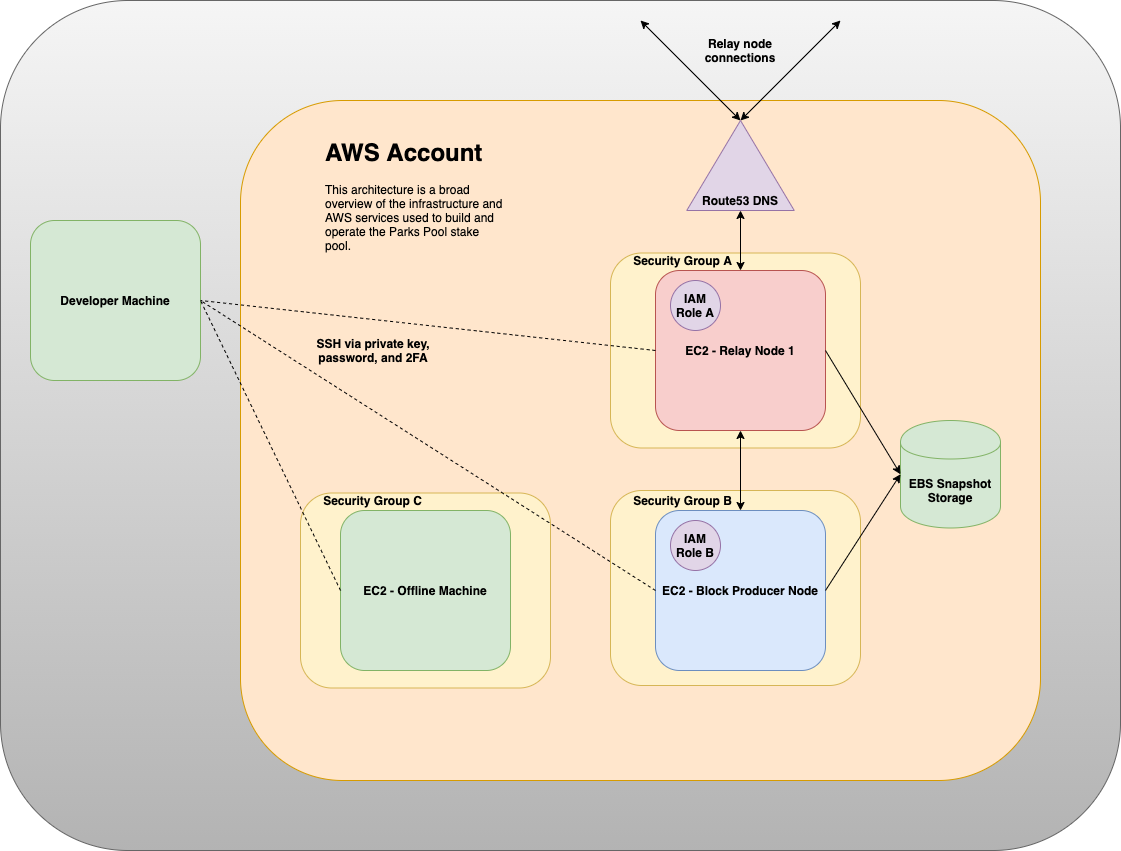 Relay node
connections
AWS Account
This architecture is a broad
overview of the infrastructure and
AWS services used to build and
operate the Parks Pool stake
pool.
Route53 DNS
Developer Machine
Security Group A
IAM
Role A
EC2 - Relay Node 1
SSH via private key,
password, and 2FA
EBS Snapshot
Storage
Security Group C
EC2 - Offline Machine
Security Group B
IAM
Role B
EC2 - Block Producer Node